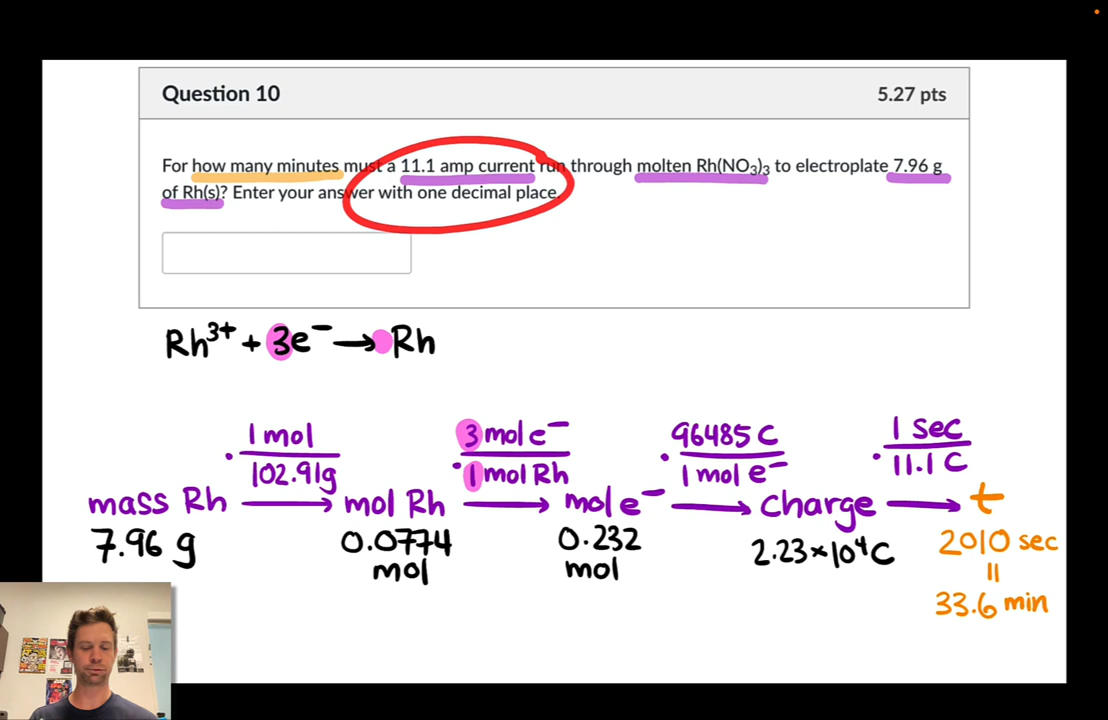 Question 10 5.27 pts
For how many minutes must a 11.1 amp current run through molten Rh(NO₃)₃ to electroplate 7.96 g
of Rh(s)? Enter your answer with one decimal place.
Rh³⁺ + 3e⁻ → Rh
· 1 mol / 102.91g · 3 mol e⁻ / 1 mol Rh · 96485 C / 1 mol e⁻ · 1 sec / 11.1 C
mass Rh → mol Rh → mol e⁻ → charge → t
7.96 g 0.0774 mol 0.232 mol 2.23×10⁴ C 2010 sec
=
33.6 min